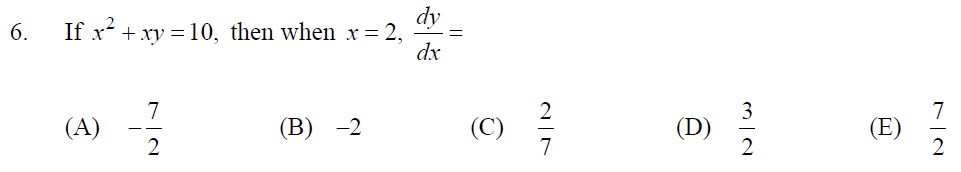 6. If x² + xy = 10, then when x = 2, dy/dx =
(A) −7/2 (B) −2 (C) 2/7 (D) 3/2 (E) 7/2